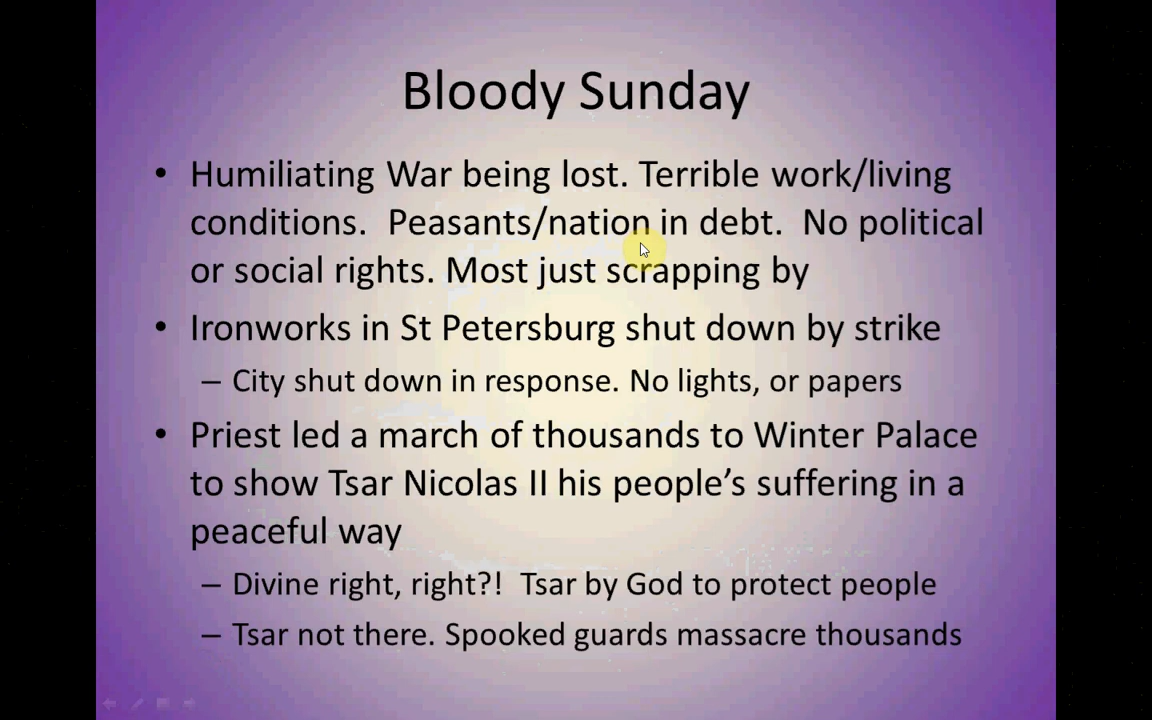 Bloody Sunday
• Humiliating War being lost. Terrible work/living
conditions.  Peasants/nation in debt.  No political
or social rights. Most just scrapping by
• Ironworks in St Petersburg shut down by strike
– City shut down in response. No lights, or papers
• Priest led a march of thousands to Winter Palace
to show Tsar Nicolas II his people’s suffering in a
peaceful way
– Divine right, right?!  Tsar by God to protect people
– Tsar not there. Spooked guards massacre thousands